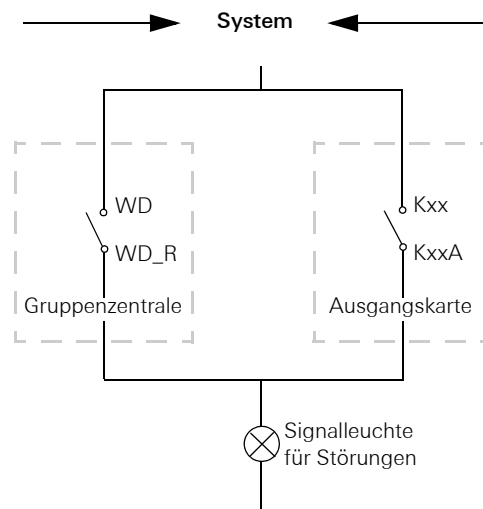 System
WD
WD_R
Gruppenzentrale
Kxx
KxxA
Ausgangskarte
Signalleuchte
für Störungen